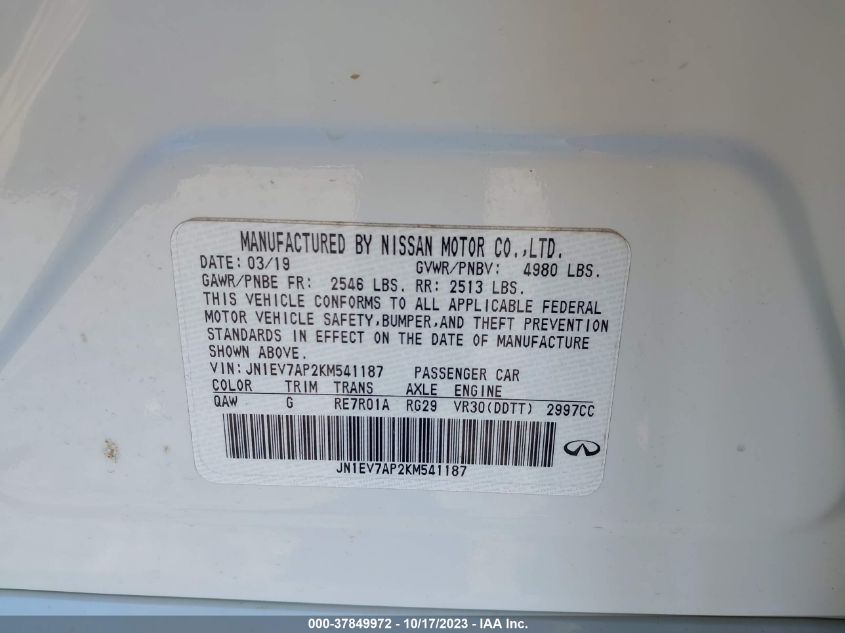 MANUFACTURED BY NISSAN MOTOR CO.,LTD.
DATE: 03/19 GVWR/PNBV: 4980 LBS.
GAWR/PNBE FR: 2546 LBS. RR: 2513 LBS.
THIS VEHICLE CONFORMS TO ALL APPLICABLE FEDERAL
MOTOR VEHICLE SAFETY,BUMPER,AND THEFT PREVENTION
STANDARDS IN EFFECT ON THE DATE OF MANUFACTURE
SHOWN ABOVE.
VIN: JN1EV7AP2KM541187 PASSENGER CAR
COLOR TRIM TRANS AXLE ENGINE
QAW G RE7R01A RG29 VR30(DDTT) 2997CC
JN1EV7AP2KM541187
000-37849972 - 10/17/2023 - IAA Inc.